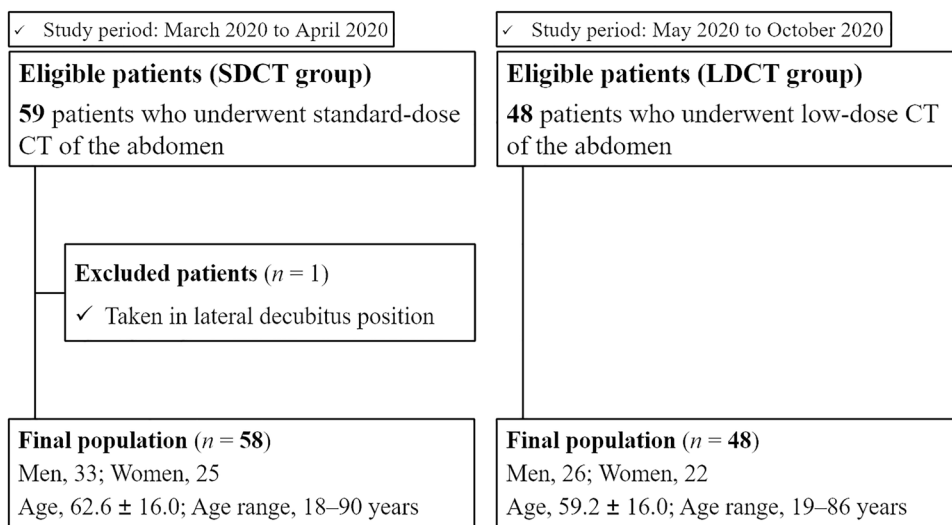 ✓ Study period: March 2020 to April 2020
Eligible patients (SDCT group)
59 patients who underwent standard-dose
CT of the abdomen
Excluded patients (n = 1)
✓ Taken in lateral decubitus position
Final population (n = 58)
Men, 33; Women, 25
Age, 62.6 ± 16.0; Age range, 18–90 years
✓ Study period: May 2020 to October 2020
Eligible patients (LDCT group)
48 patients who underwent low-dose CT
of the abdomen
Final population (n = 48)
Men, 26; Women, 22
Age, 59.2 ± 16.0; Age range, 19–86 years